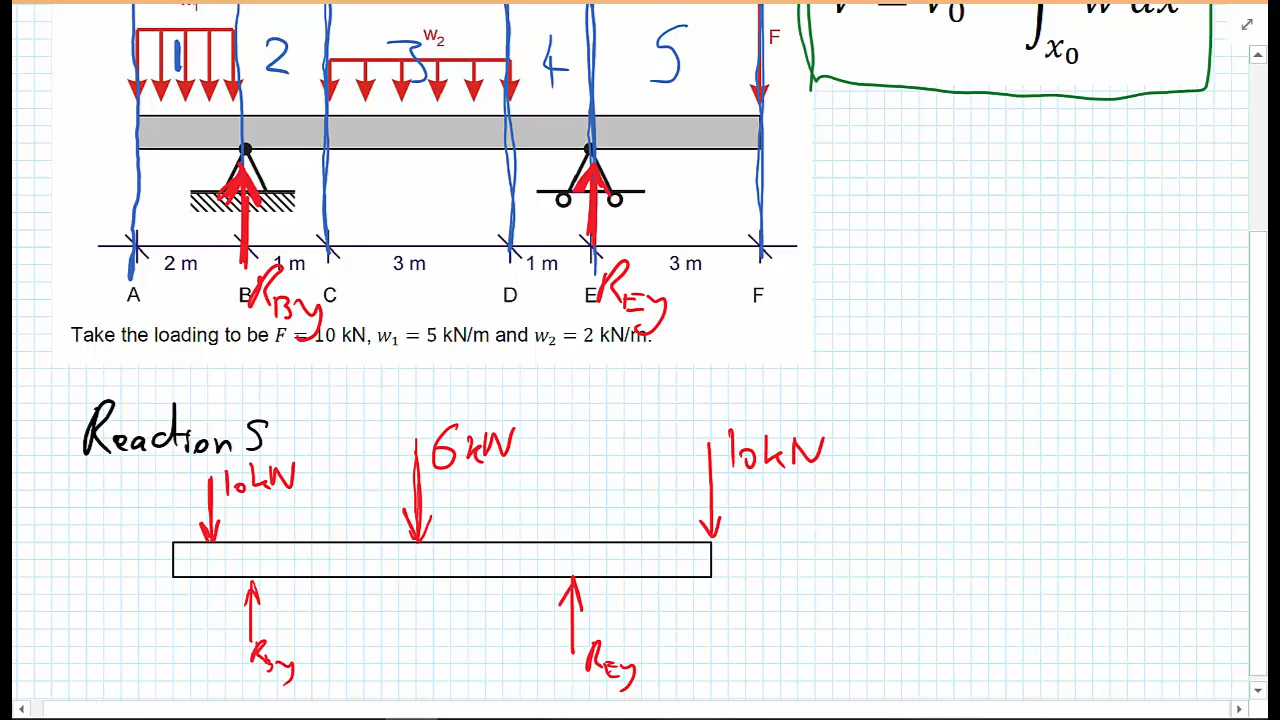 1 2 3 4 5
w₂
F
x₀
2 m 1 m 3 m 1 m 3 m
A B C D E F
R_By R_Ey
Take the loading to be F = 10 kN, w₁ = 5 kN/m and w₂ = 2 kN/m.
Reactions
10kN 6kN 10kN
R_By R_Ey